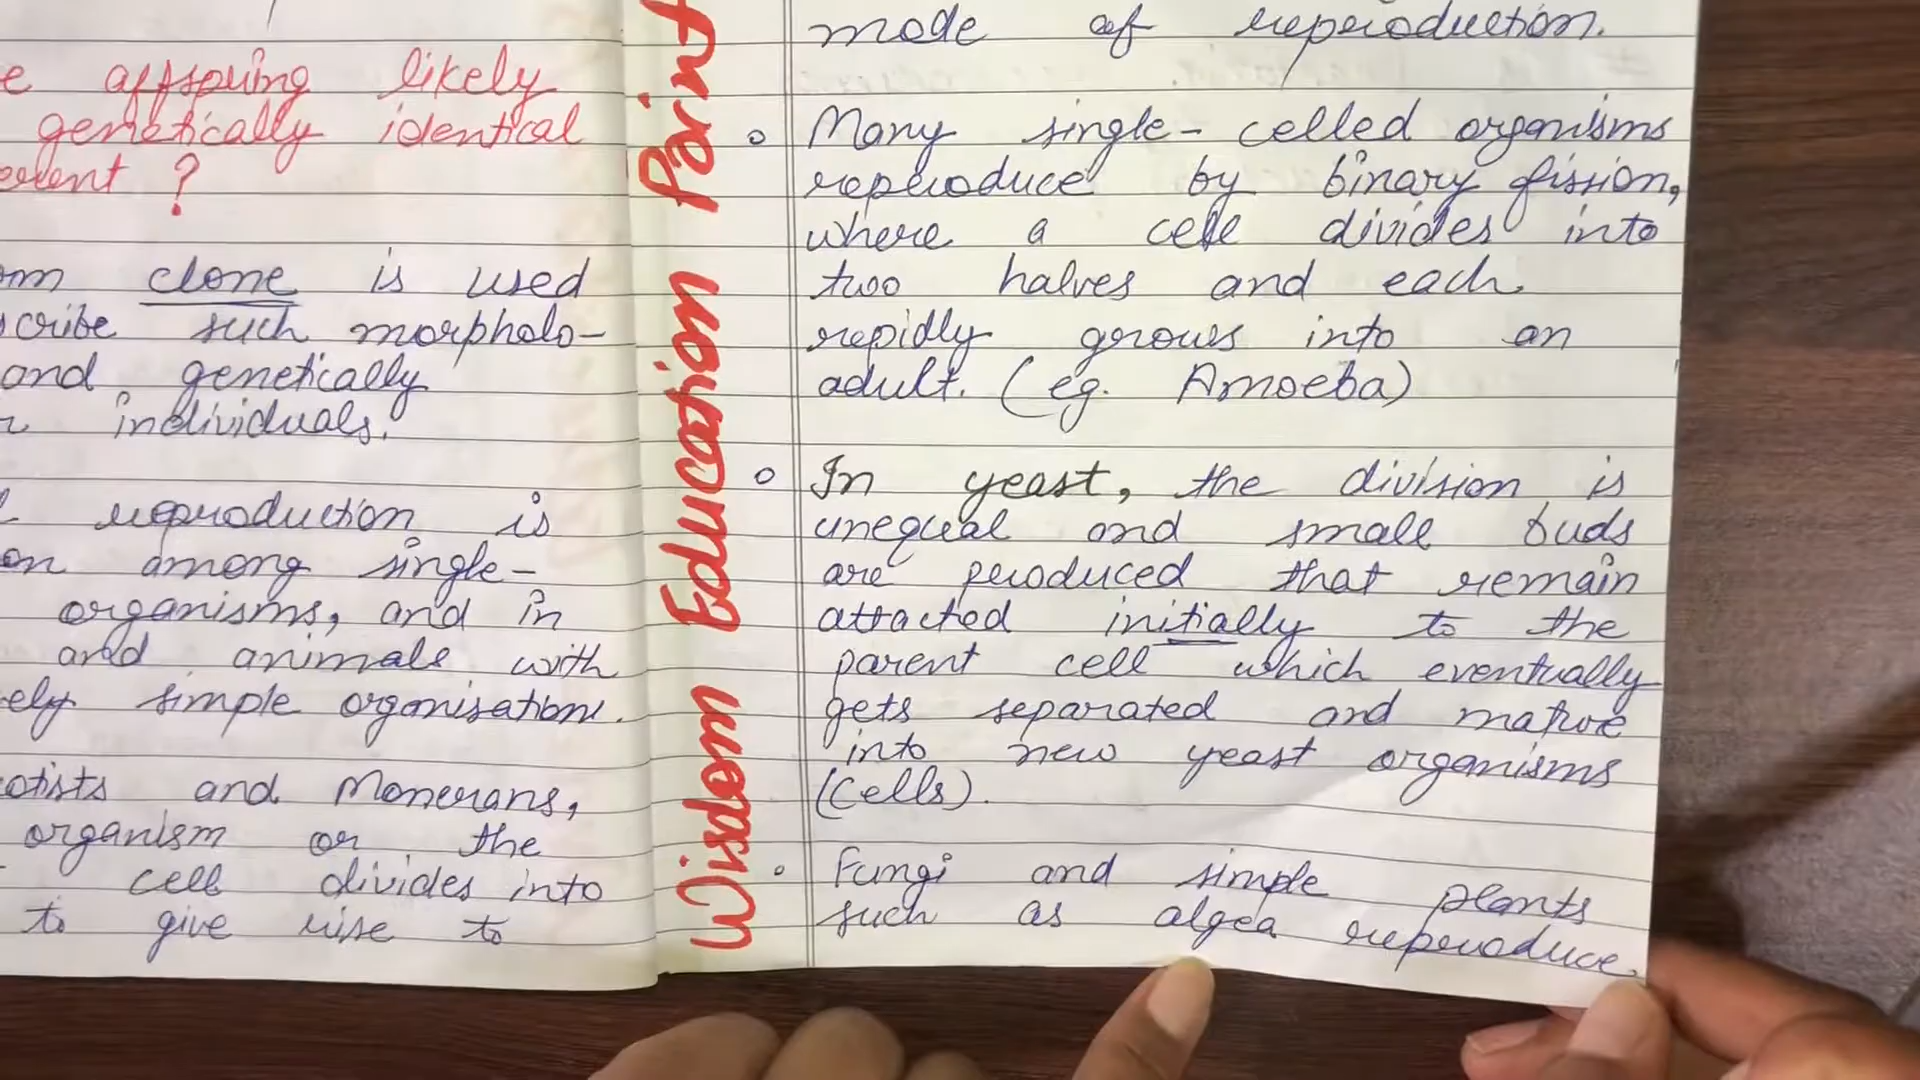 e offspring likely
genetically identical
erent ?
om clone is used
scribe such morpholo-
and genetically
r individuals.
l reproduction is
on among single-
organisms, and in
and animals with
ely simple organisations.
otists and Monerans,
organism or the
cell divides into
to give rise to
Wisdom Education Point
mode of reproduction.
Many single-celled organisms
reproduce by binary fission,
where a cell divides into
two halves and each
repidly grows into an
adult. (eg. Amoeba)
In yeast, the division is
unequal and small buds
are produced that remain
attacted initially to the
parent cell which eventually
gets separated and mature
into new yeast organisms
(Cells).
Fungi and simple plants
such as algea reproduce